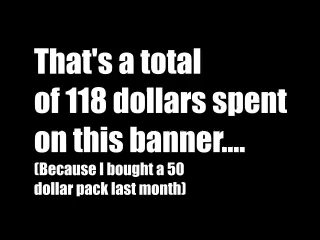 That's a total
of 118 dollars spent
on this banner....
(Because I bought a 50
dollar pack last month)